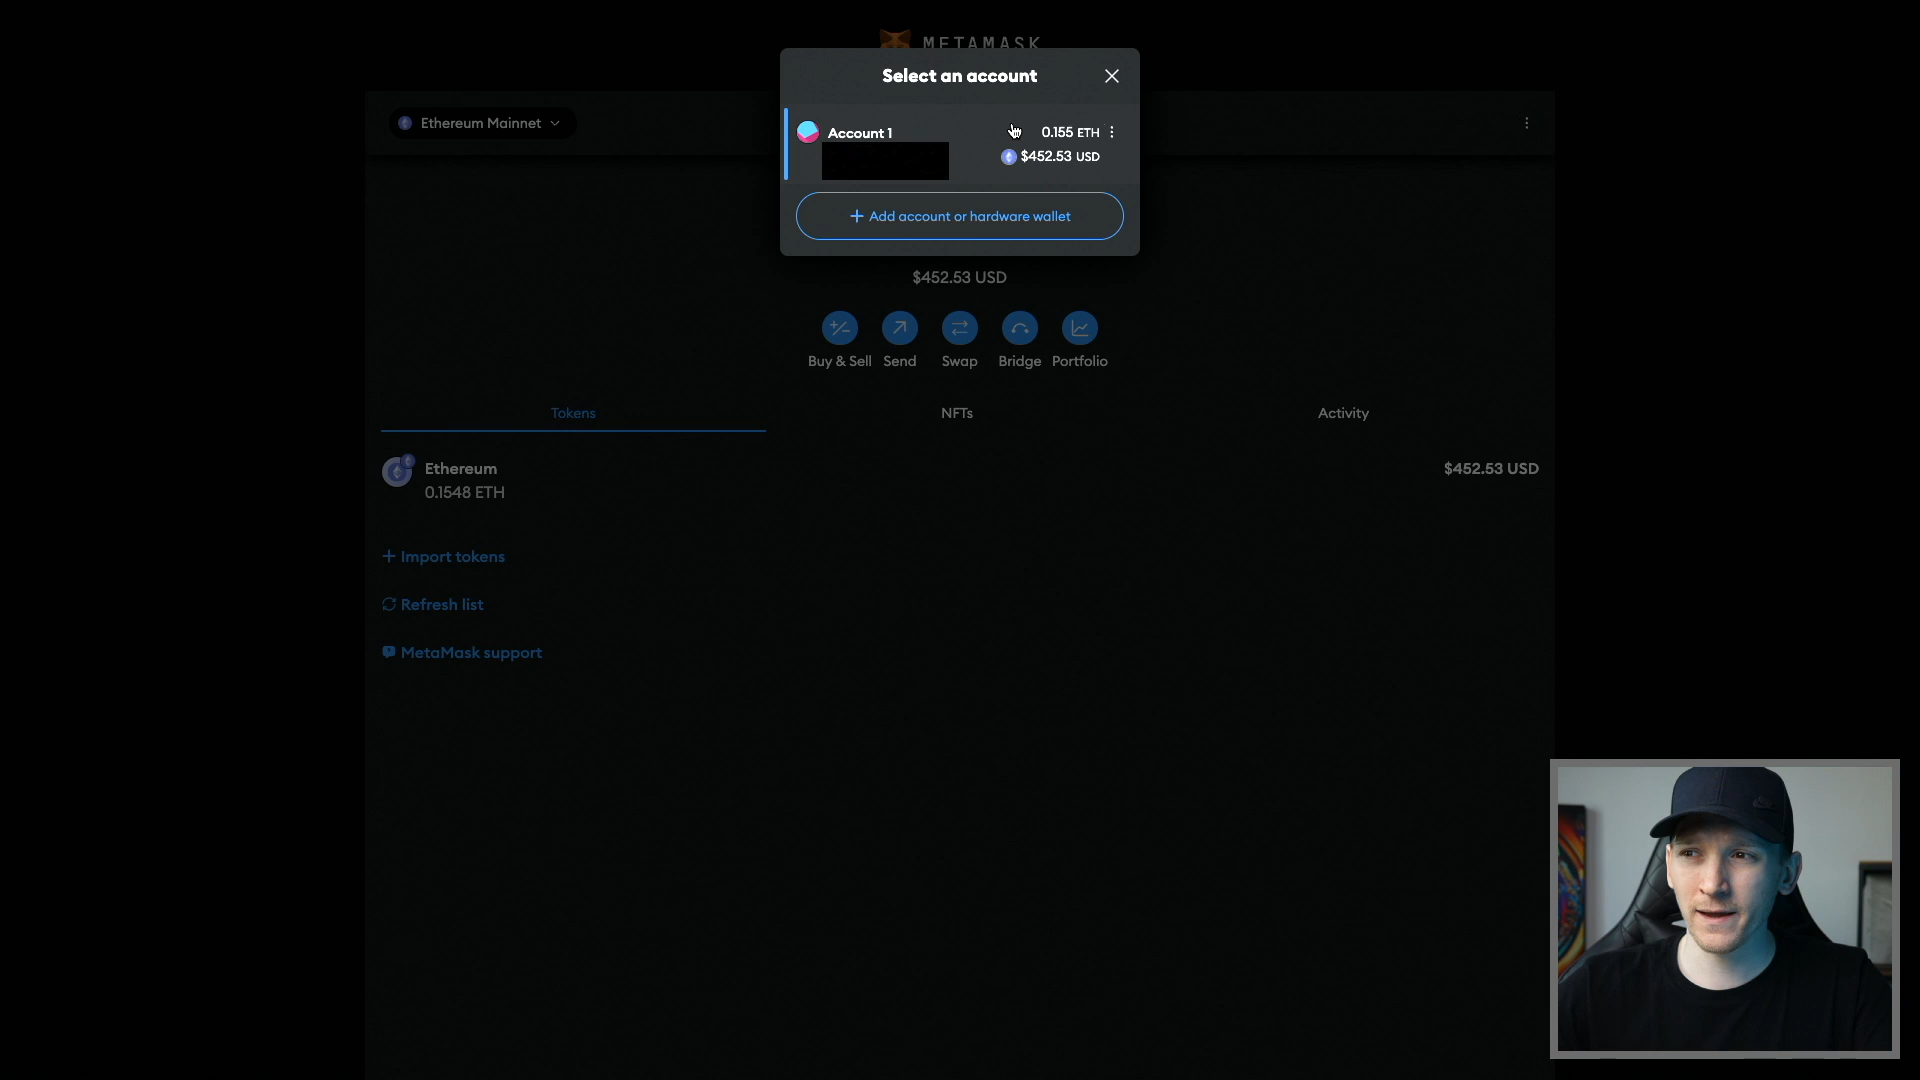 METAMASK
Select an account
Ethereum Mainnet
Account 1
0.155 ETH
$452.53 USD
+ Add account or hardware wallet
$452.53 USD
Buy & Sell
Send
Swap
Bridge
Portfolio
Tokens
NFTs
Activity
Ethereum
$452.53 USD
0.1548 ETH
+ Import tokens
Refresh list
MetaMask support